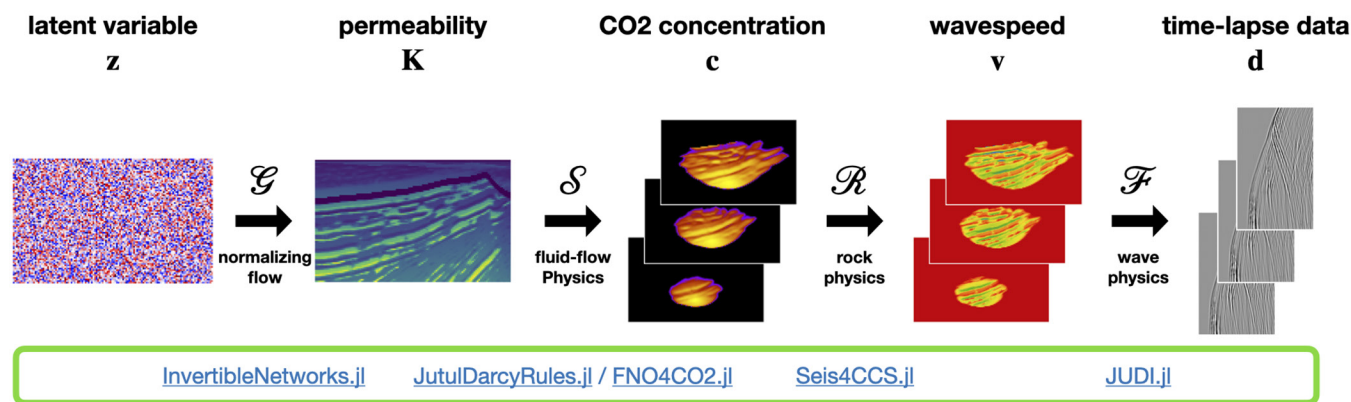 latent variable permeability CO2 concentration wavespeed time-lapse data
z K c v d
𝒢 𝒮 ℛ ℱ
normalizing fluid-flow rock wave
flow Physics physics physics
InvertibleNetworks.jl JutulDarcyRules.jl / FNO4CO2.jl Seis4CCS.jl JUDI.jl